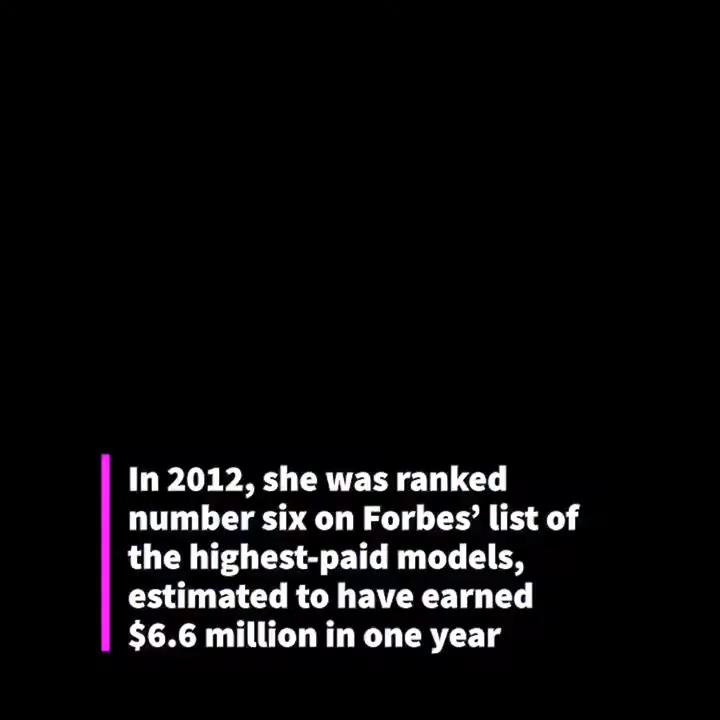 In 2012, she was ranked
number six on Forbes’ list of
the highest-paid models,
estimated to have earned
$6.6 million in one year